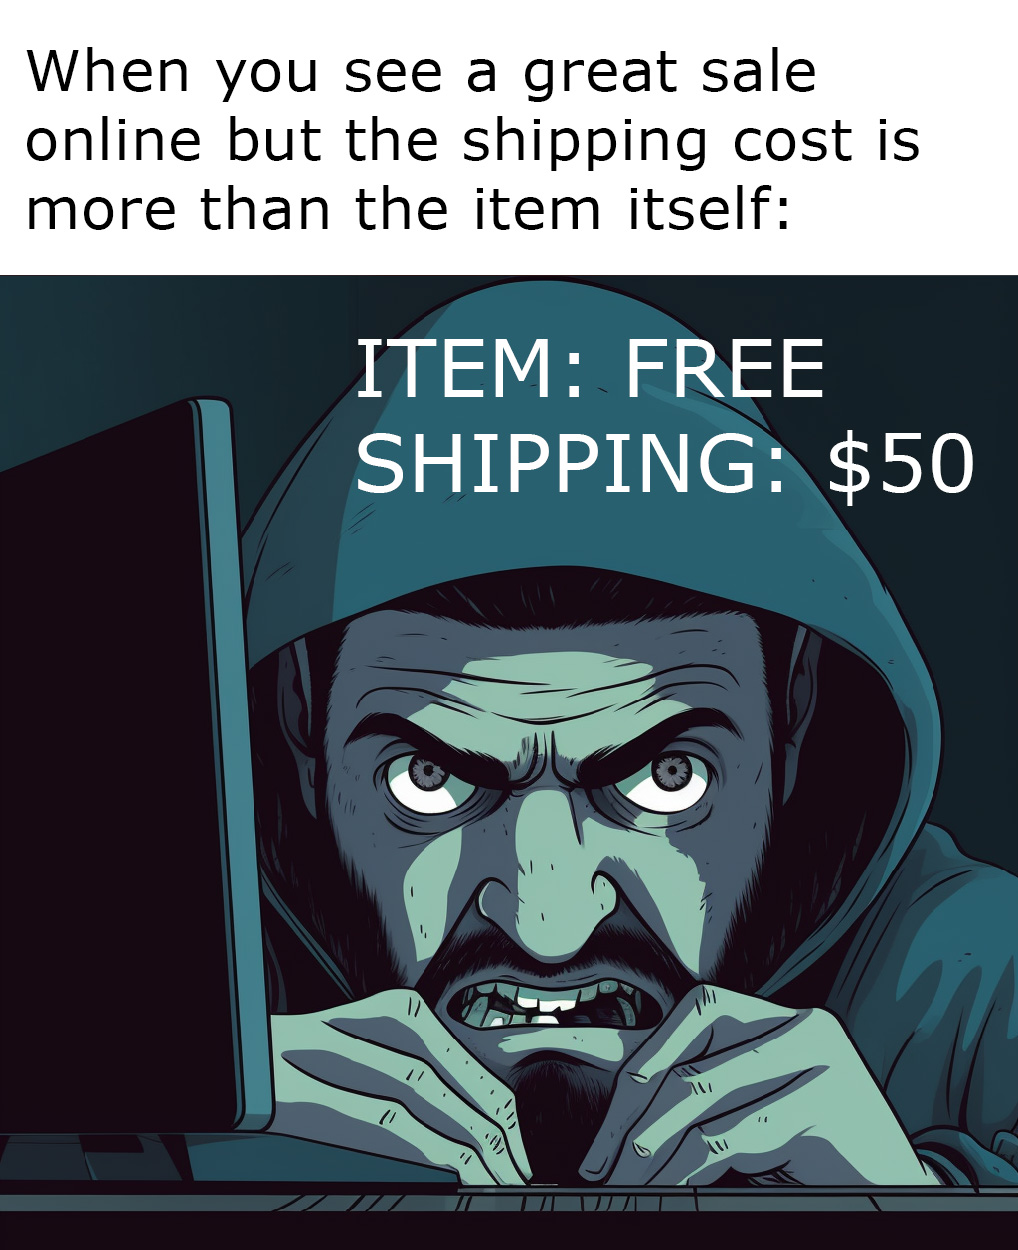 When you see a great sale
online but the shipping cost is
more than the item itself:
ITEM: FREE
SHIPPING: $50